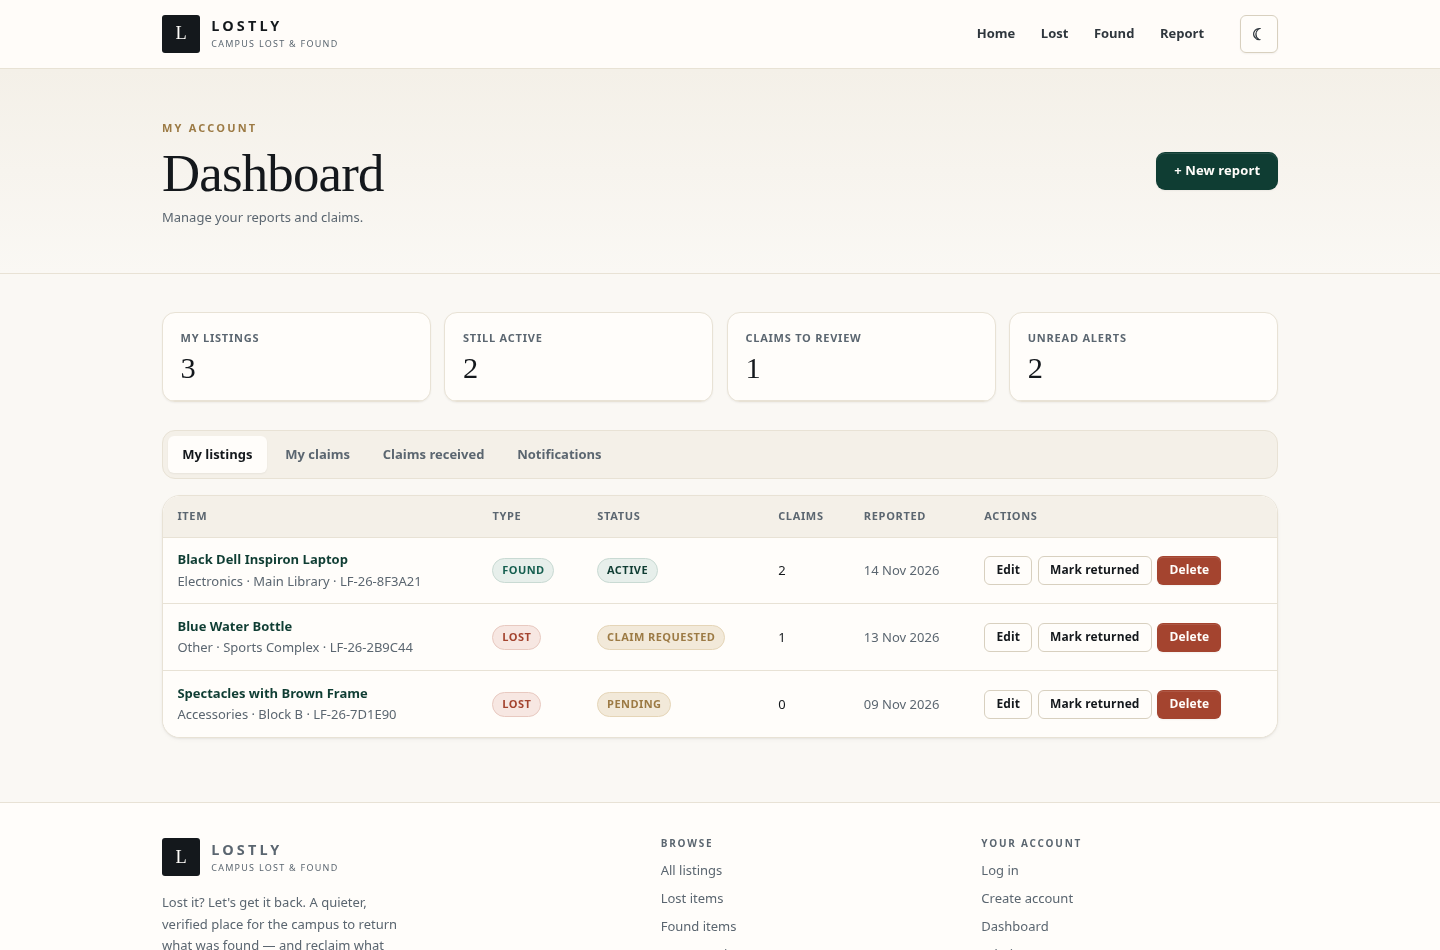 L
LOSTLY
CAMPUS LOST & FOUND
Home Lost Found Report
☾
MY ACCOUNT
Dashboard
Manage your reports and claims.
+ New report
MY LISTINGS
3
STILL ACTIVE
2
CLAIMS TO REVIEW
1
UNREAD ALERTS
2
My listings My claims Claims received Notifications
ITEM TYPE STATUS CLAIMS REPORTED ACTIONS
Black Dell Inspiron Laptop
Electronics · Main Library · LF-26-8F3A21
FOUND ACTIVE 2 14 Nov 2026 Edit Mark returned Delete
Blue Water Bottle
Other · Sports Complex · LF-26-2B9C44
LOST CLAIM REQUESTED 1 13 Nov 2026 Edit Mark returned Delete
Spectacles with Brown Frame
Accessories · Block B · LF-26-7D1E90
LOST PENDING 0 09 Nov 2026 Edit Mark returned Delete
L
LOSTLY
CAMPUS LOST & FOUND
Lost it? Let's get it back. A quieter,
verified place for the campus to return
what was found — and reclaim what
BROWSE
All listings
Lost items
Found items
YOUR ACCOUNT
Log in
Create account
Dashboard